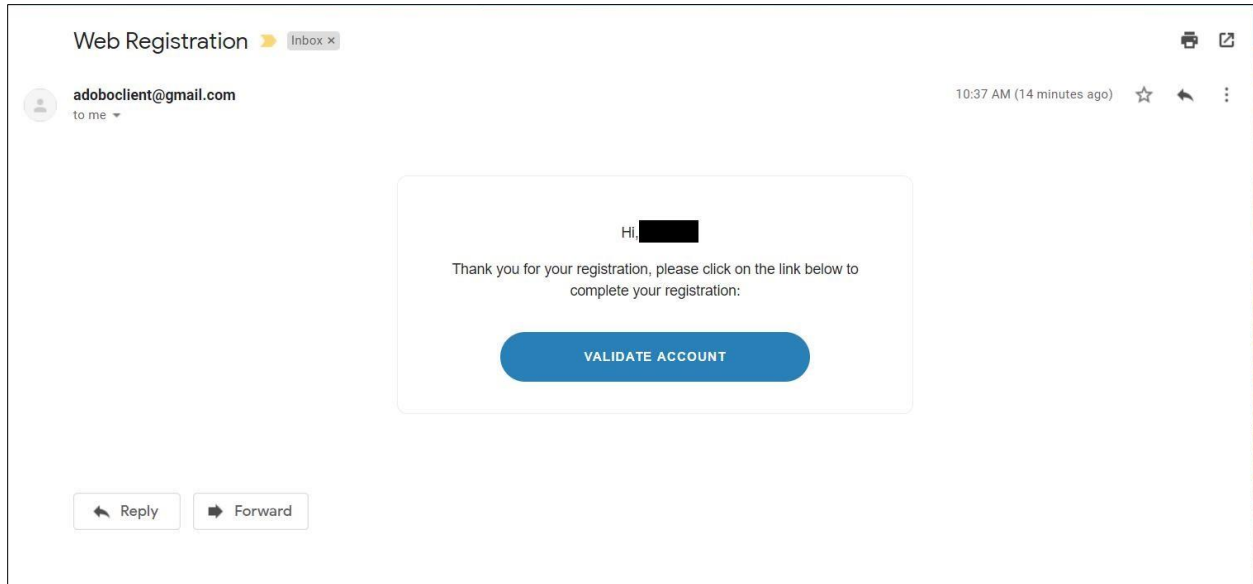 Web Registration Inbox ×
adoboclient@gmail.com 10:37 AM (14 minutes ago)
to me
Hi,
Thank you for your registration, please click on the link below to
complete your registration:
VALIDATE ACCOUNT
Reply Forward